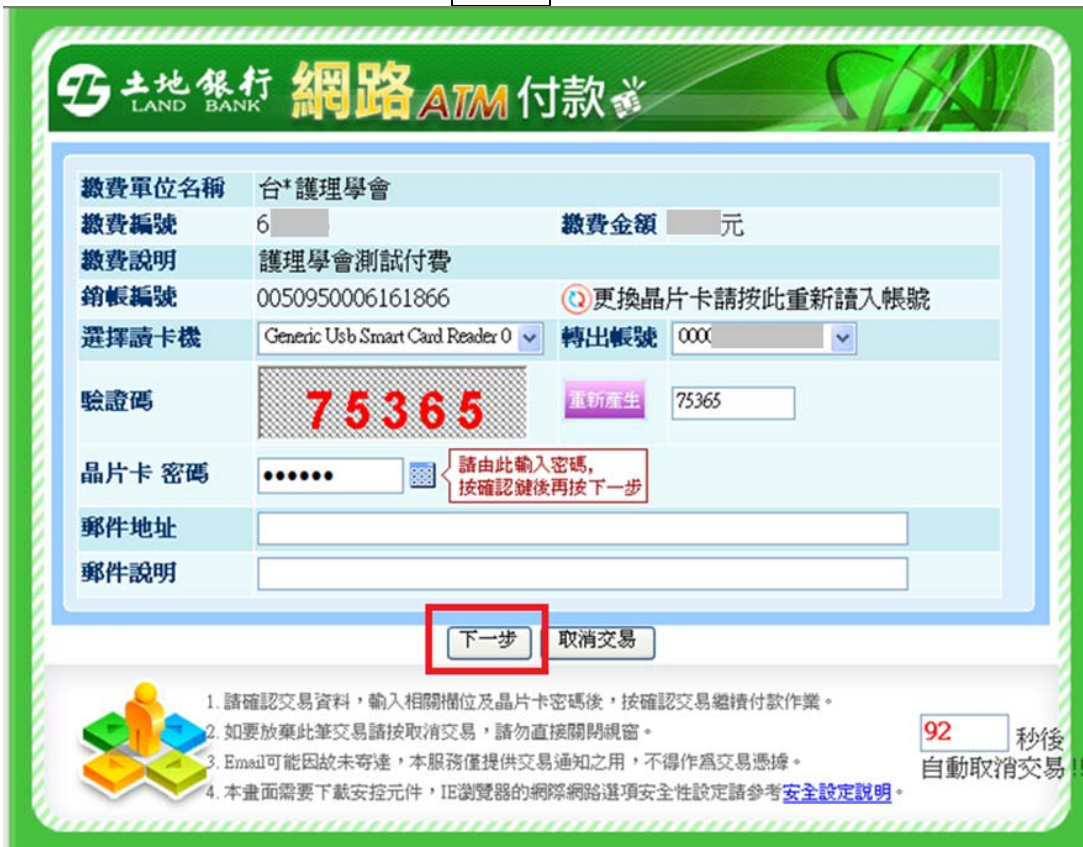 土地銀行 網路ATM付款
LAND BANK
繳費單位名稱 台*護理學會
繳費編號 6 繳費金額 元
繳費說明 護理學會測試付費
銷帳編號 0050950006161866 更換晶片卡請按此重新讀入帳號
選擇讀卡機 Generic Usb Smart Card Reader 0 轉出帳號 0000
驗證碼 75365 重新產生 75365
晶片卡 密碼 •••••• 請由此輸入密碼,
按確認鍵後再按下一步
郵件地址
郵件說明
下一步 取消交易
1. 請確認交易資料，輸入相關欄位及晶片卡密碼後，按確認交易繼續付款作業。
2. 如要放棄此筆交易請按取消交易，請勿直接關閉視窗。
3. Email可能因故未寄達，本服務僅提供交易通知之用，不得作爲交易憑據。
4. 本畫面需要下載安控元件，IE瀏覽器的網際網路選項安全性設定請參考安全設定說明。
92 秒後
自動取消交易!!